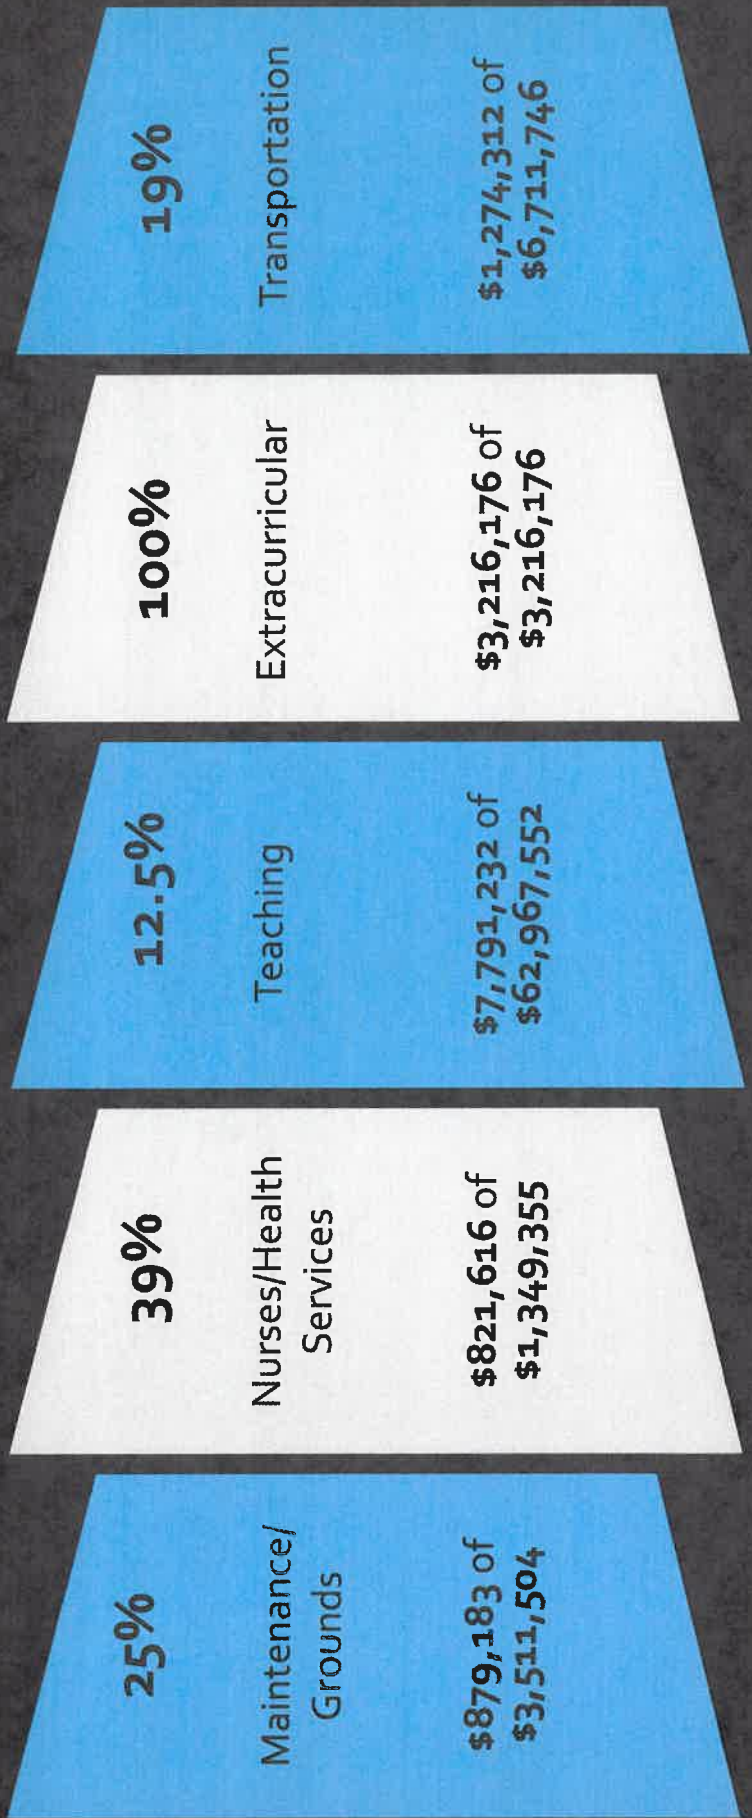 25%
Maintenance/
Grounds
$879,183 of
$3,511,504
39%
Nurses/Health
Services
$821,616 of
$1,349,355
12.5%
Teaching
$7,791,232 of
$62,967,552
100%
Extracurricular
$3,216,176 of
$3,216,176
19%
Transportation
$1,274,312 of
$6,711,746